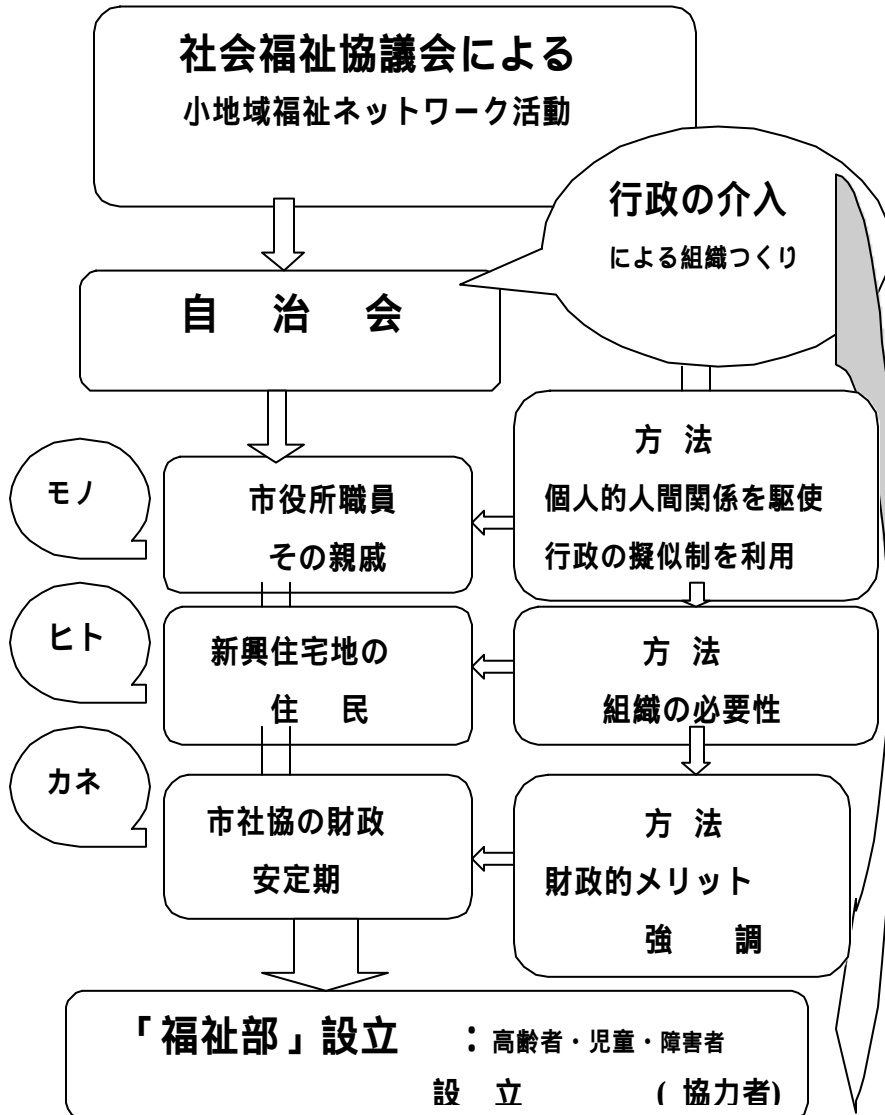 社会福祉協議会による
小地域福祉ネットワーク活動
行政の介入
による組織つくり
自 治 会
方 法
個人的人間関係を駆使
行政の擬似制を利用
モノ
市役所職員
その親戚
ヒト
新興住宅地の
住 民
方 法
組織の必要性
カネ
市社協の財政
安定期
方 法
財政的メリット
強 調
「福祉部」設立 ：高齢者・児童・障害者
設 立 (協力者)